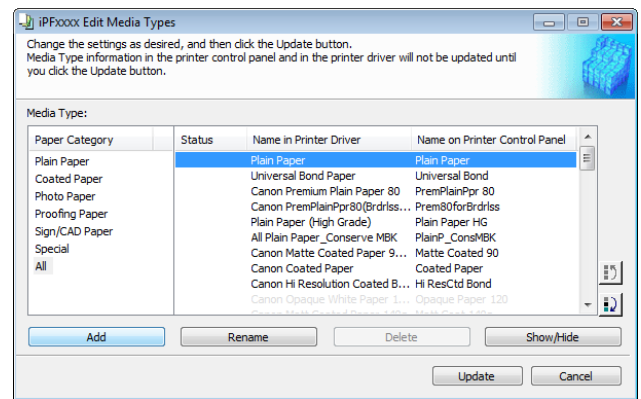 iPFxxxx Edit Media Types
Change the settings as desired, and then click the Update button.
Media Type information in the printer control panel and in the printer driver will not be updated until
you click the Update button.
Media Type:
Paper Category Status Name in Printer Driver Name on Printer Control Panel
Plain Paper Plain Paper Plain Paper
Coated Paper Universal Bond Paper Universal Bond
Photo Paper Canon Premium Plain Paper 80 PremPlainPpr 80
Proofing Paper Canon PremPlainPpr80(Brdrlss... Prem80forBrdrlss
Sign/CAD Paper Plain Paper (High Grade) Plain Paper HG
Special All Plain Paper_Conserve MBK PlainP_ConsMBK
All Canon Matte Coated Paper 9... Matte Coated 90
Canon Coated Paper Coated Paper
Canon Hi Resolution Coated B... Hi ResCtd Bond
Canon Opaque White Paper 1... Opaque Paper 120
Add Rename Delete Show/Hide
Update Cancel